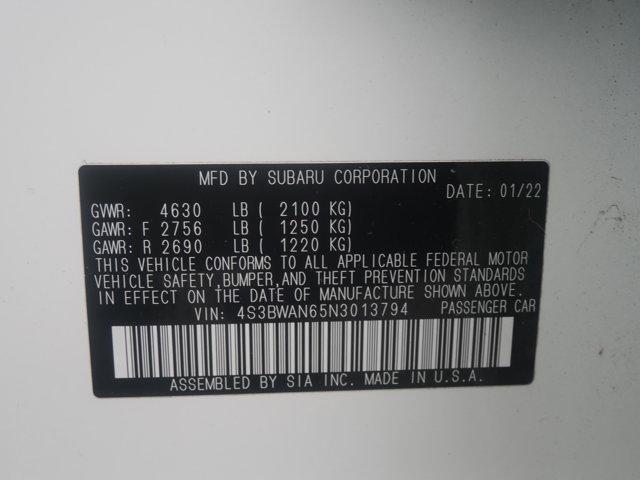 MFD BY SUBARU CORPORATION
DATE: 01/22
GVWR: 4630 LB ( 2100 KG)
GAWR: F 2756 LB ( 1250 KG)
GAWR: R 2690 LB ( 1220 KG)
THIS VEHICLE CONFORMS TO ALL APPLICABLE FEDERAL MOTOR
VEHICLE SAFETY, BUMPER, AND THEFT PREVENTION STANDARDS
IN EFFECT ON THE DATE OF MANUFACTURE SHOWN ABOVE.
VIN: 4S3BWAN65N3013794 PASSENGER CAR
ASSEMBLED BY SIA INC. MADE IN U.S.A.